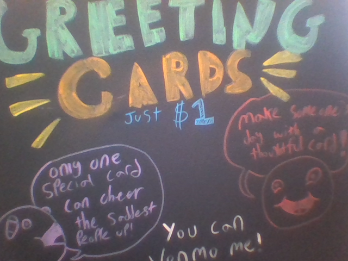 GREETING
CARDS
Just $1
make someone's
day with a
thoughtful card!
only one
Special card
can cheer
the saddest
people up!
You can
Venmo me!